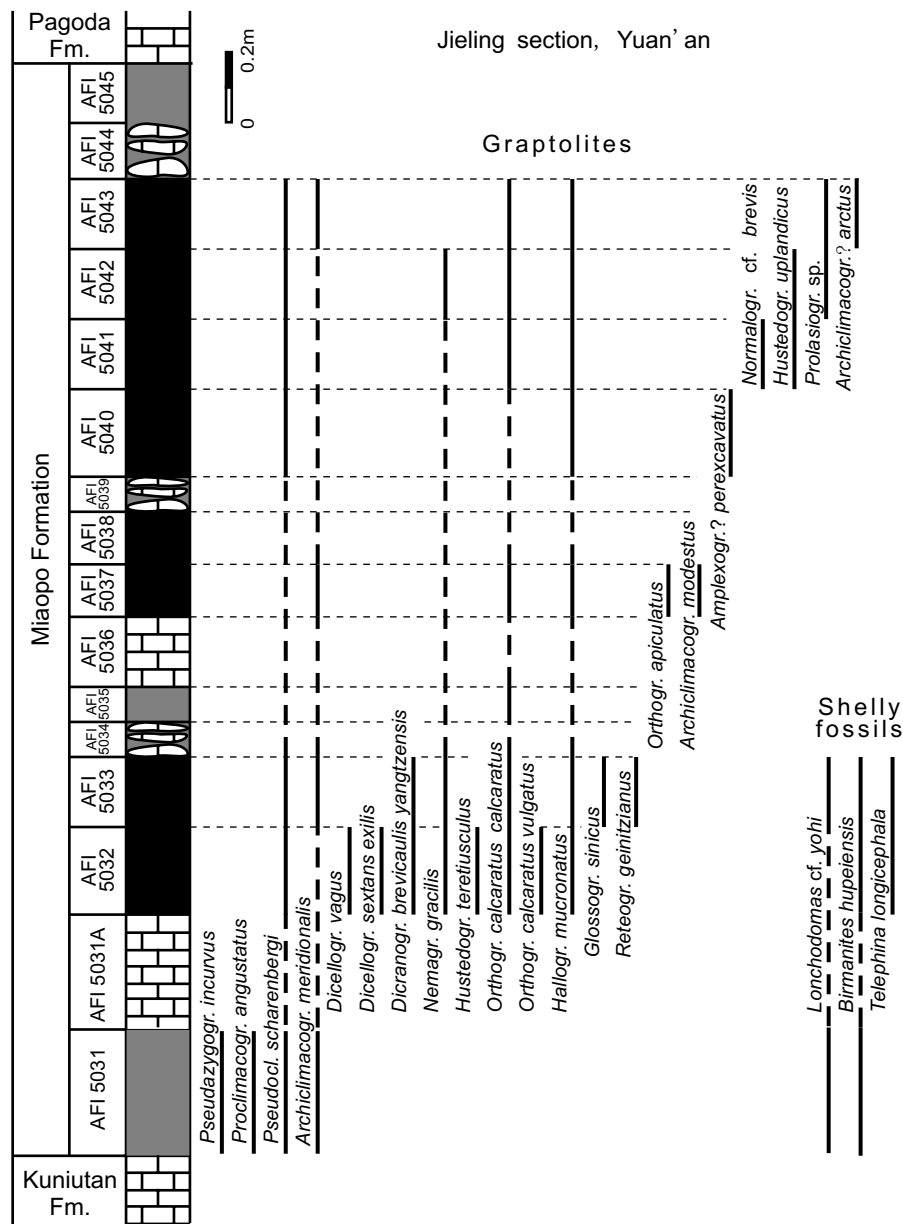 Jieling section, Yuan' an
Pagoda
Fm.
0.2m
0
Graptolites
Miaopo Formation
AFI
5045
AFI
5044
AFI
5043
AFI
5042
AFI
5041
AFI
5040
AFI
5039
AFI
5038
AFI
5037
AFI
5036
AFI
5035
AFI
5034
AFI
5033
AFI
5032
AFI 5031A
AFI 5031
Kuniutan
Fm.
Pseudazygogr. incurvus
Proclimacogr. angustatus
Pseudocl. scharenbergi
Archiclimacogr. meridionalis
Dicellogr. vagus
Dicellogr. sextans exilis
Dicranogr. brevicaulis yangtzensis
Nemagr. gracilis
Hustedogr. teretiusculus
Orthogr. calcaratus calcaratus
Orthogr. calcaratus vulgatus
Hallogr. mucronatus
Glossogr. sinicus
Reteogr. geinitzianus
Orthogr. apiculatus
Archiclimacogr. modestus
Amplexogr.? perexcavatus
Normalogr. cf. brevis
Hustedogr. uplandicus
Prolasiogr. sp.
Archiclimacogr.? arctus
Shelly
fossils
Lonchodomas cf. yohi
Birmanites hupeiensis
Telephina longicephala